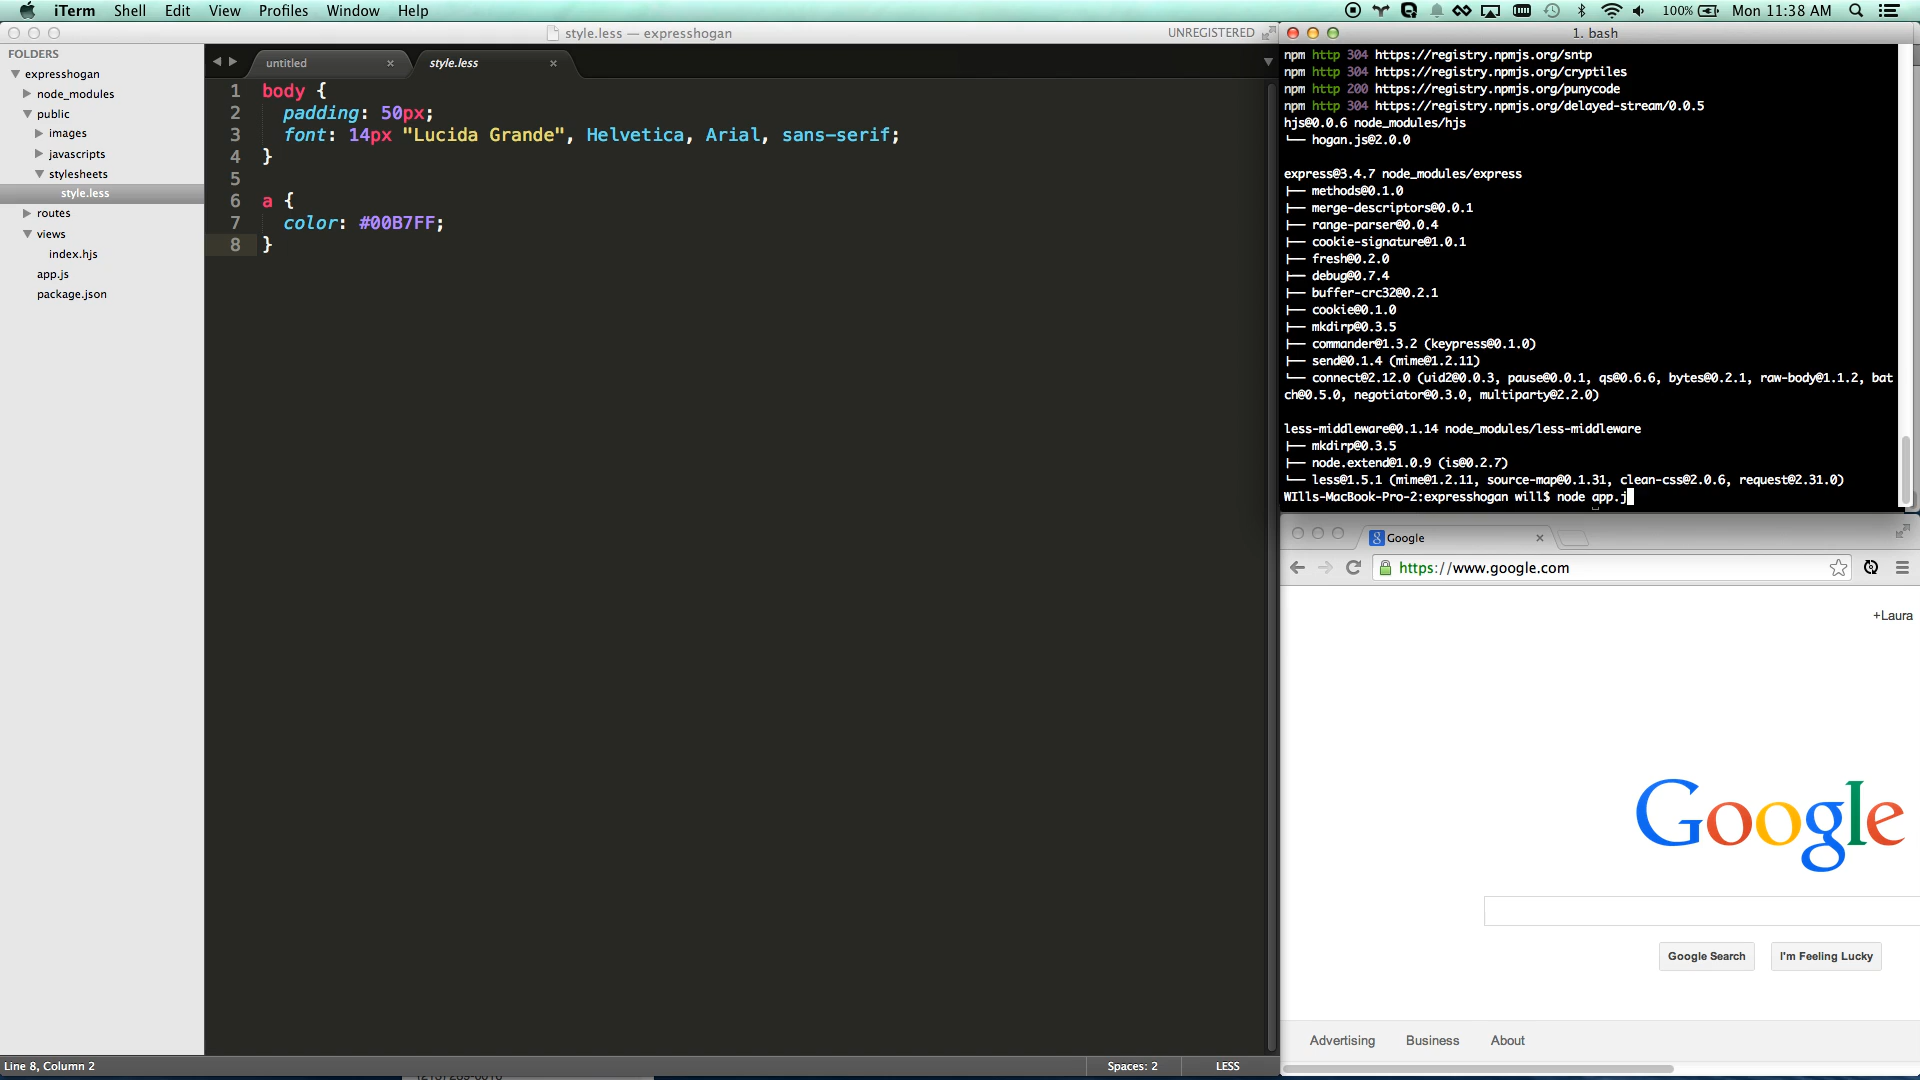 iTerm Shell Edit View Profiles Window Help 100% Mon 11:38 AM
style.less — expresshogan UNREGISTERED
FOLDERS
expresshogan
node_modules
public
images
javascripts
stylesheets
style.less
routes
views
index.hjs
app.js
package.json
untitled style.less
1 body {
2 padding: 50px;
3 font: 14px "Lucida Grande", Helvetica, Arial, sans-serif;
4 }
5
6 a {
7 color: #00B7FF;
8 }
Line 8, Column 2 Spaces: 2 LESS
1. bash
npm http 304 https://registry.npmjs.org/sntp
npm http 304 https://registry.npmjs.org/cryptiles
npm http 200 https://registry.npmjs.org/punycode
npm http 304 https://registry.npmjs.org/delayed-stream/0.0.5
hjs@0.0.6 node_modules/hjs
└── hogan.js@2.0.0
express@3.4.7 node_modules/express
├── methods@0.1.0
├── merge-descriptors@0.0.1
├── range-parser@0.0.4
├── cookie-signature@1.0.1
├── fresh@0.2.0
├── debug@0.7.4
├── buffer-crc32@0.2.1
├── cookie@0.1.0
├── mkdirp@0.3.5
├── commander@1.3.2 (keypress@0.1.0)
├── send@0.1.4 (mime@1.2.11)
└── connect@2.12.0 (uid2@0.0.3, pause@0.0.1, qs@0.6.6, bytes@0.2.1, raw-body@1.1.2, bat
ch@0.5.0, negotiator@0.3.0, multiparty@2.2.0)
less-middleware@0.1.14 node_modules/less-middleware
├── mkdirp@0.3.5
├── node.extend@1.0.9 (is@0.2.7)
└── less@1.5.1 (mime@1.2.11, source-map@0.1.31, clean-css@2.0.6, request@2.31.0)
WIlls-MacBook-Pro-2:expresshogan will$ node app.j
Google
https://www.google.com
+Laura
Google
Google Search I'm Feeling Lucky
Advertising Business About